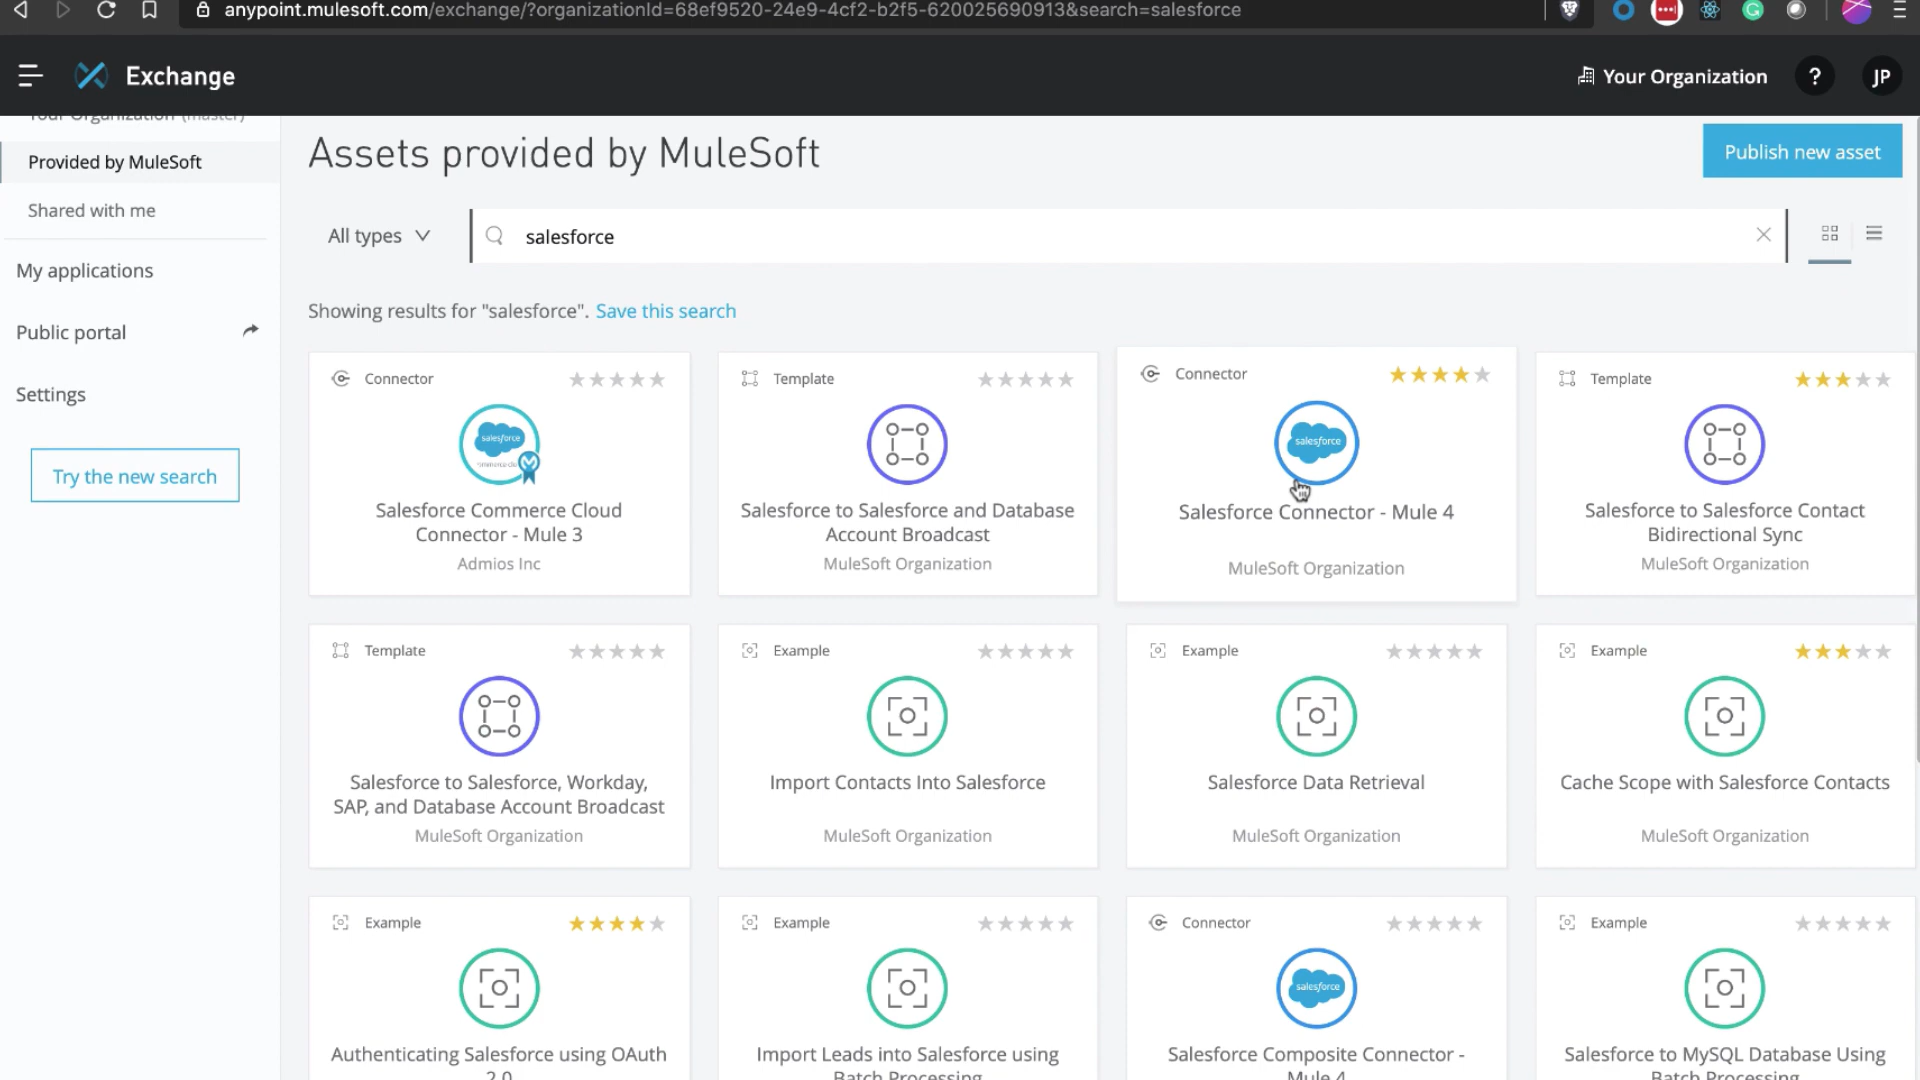 anypoint.mulesoft.com/exchange/?organizationId=68ef9520-24e9-4cf2-b2f5-620025690913&search=salesforce
Exchange
Your Organization
?
JP
Your Organization (master)
Provided by MuleSoft
Shared with me
My applications
Public portal
Settings
Try the new search
Assets provided by MuleSoft
Publish new asset
All types
salesforce
Showing results for "salesforce". Save this search
Connector
salesforce
Salesforce Commerce Cloud
Connector - Mule 3
Admios Inc
Template
Salesforce to Salesforce and Database
Account Broadcast
MuleSoft Organization
Connector
salesforce
Salesforce Connector - Mule 4
MuleSoft Organization
Template
Salesforce to Salesforce Contact
Bidirectional Sync
MuleSoft Organization
Template
Salesforce to Salesforce, Workday,
SAP, and Database Account Broadcast
MuleSoft Organization
Example
Import Contacts Into Salesforce
MuleSoft Organization
Example
Salesforce Data Retrieval
MuleSoft Organization
Example
Cache Scope with Salesforce Contacts
MuleSoft Organization
Example
Authenticating Salesforce using OAuth
2.0
Example
Import Leads into Salesforce using
Batch Processing
Connector
salesforce
Salesforce Composite Connector -
Mule 4
Example
Salesforce to MySQL Database Using
Batch Processing